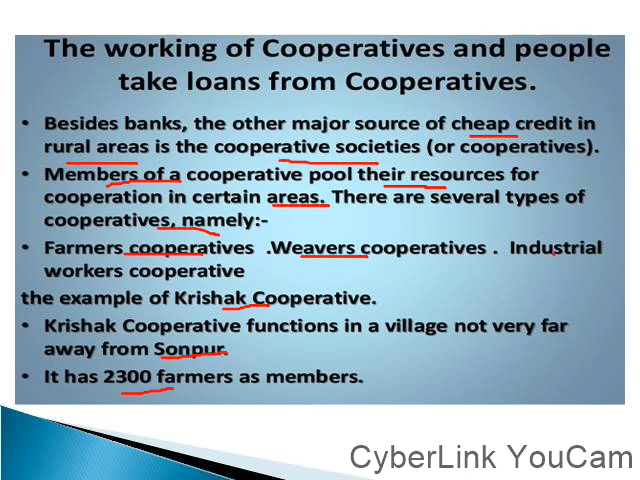 The working of Cooperatives and people
take loans from Cooperatives.
• Besides banks, the other major source of cheap credit in
rural areas is the cooperative societies (or cooperatives).
• Members of a cooperative pool their resources for
cooperation in certain areas. There are several types of
cooperatives, namely:-
• Farmers cooperatives .Weavers cooperatives . Industrial
workers cooperative
the example of Krishak Cooperative.
• Krishak Cooperative functions in a village not very far
away from Sonpur.
• It has 2300 farmers as members.
CyberLink YouCam